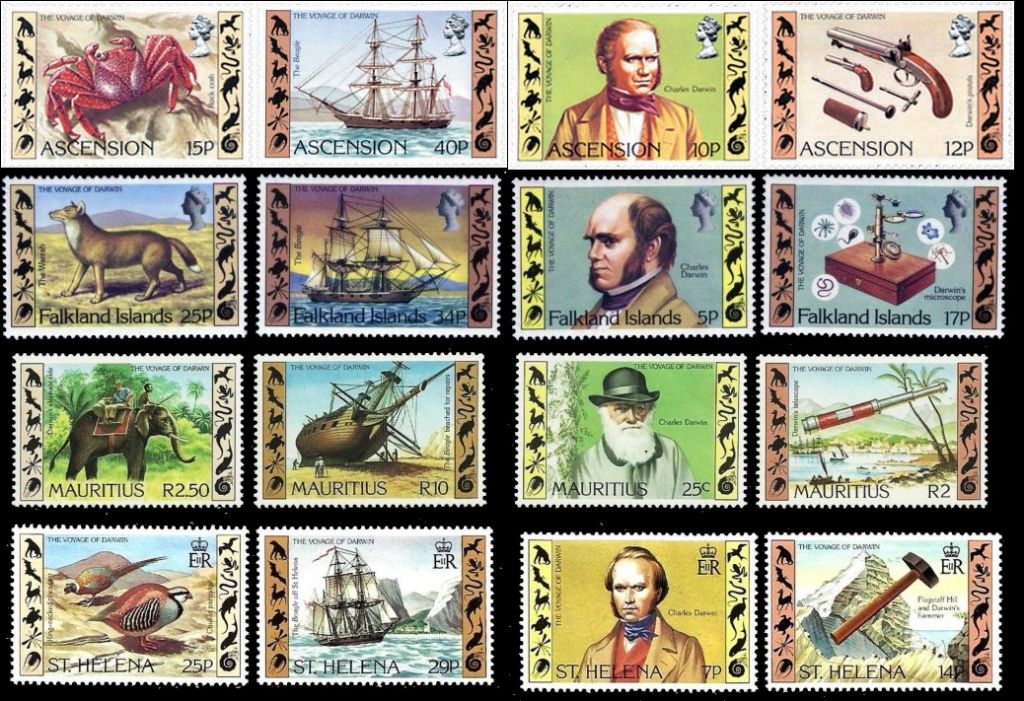 THE VOYAGE OF DARWIN
Rock crab
ASCENSION 15P
THE VOYAGE OF DARWIN
The Beagle
ASCENSION 40P
THE VOYAGE OF DARWIN
Charles Darwin
ASCENSION 10P
THE VOYAGE OF DARWIN
Darwin's pistols
ASCENSION 12P
THE VOYAGE OF DARWIN
The Warrah
Falkland Islands 25P
THE VOYAGE OF DARWIN
The Beagle
Falkland Islands 34P
THE VOYAGE OF DARWIN
Charles
Darwin
Falkland Islands 5P
THE VOYAGE OF DARWIN
Darwin's
microscope
Falkland Islands 17P
THE VOYAGE OF DARWIN
Darwin's elephant ride
MAURITIUS R2.50
THE VOYAGE OF DARWIN
The Beagle beached for repairs
MAURITIUS R10
THE VOYAGE OF DARWIN
Charles Darwin
MAURITIUS 25c
THE VOYAGE OF DARWIN
Darwin's telescope
MAURITIUS R2
THE VOYAGE OF DARWIN
EIIR
ST. HELENA 25P
THE VOYAGE OF DARWIN
EIIR
The Beagle off St. Helena
ST. HELENA 29P
THE VOYAGE OF DARWIN
Charles Darwin
ST. HELENA 7P
THE VOYAGE OF DARWIN
EIIR
Flagstaff Hill
and Darwin's
hammer
ST. HELENA 14P